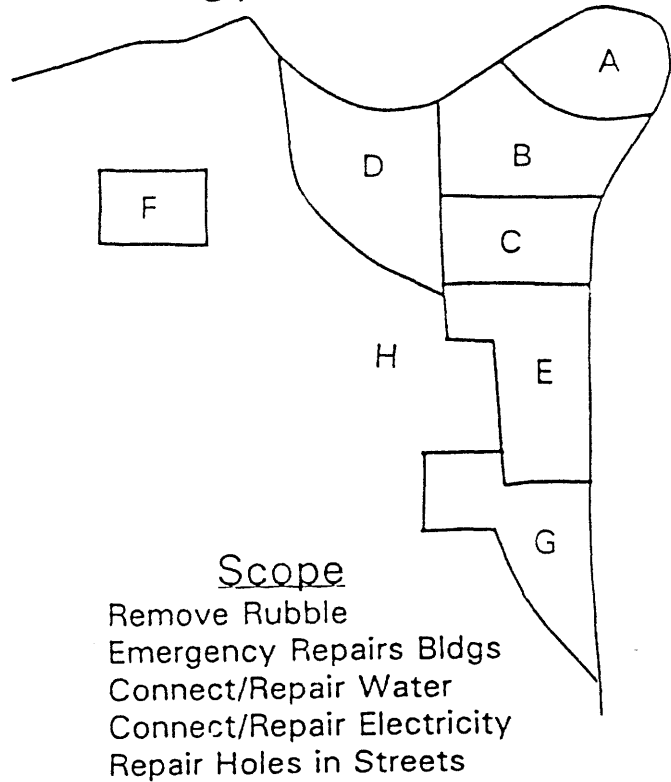 A
B
D
F
C
H
E
G
Scope
Remove Rubble
Emergency Repairs Bldgs
Connect/Repair Water
Connect/Repair Electricity
Repair Holes in Streets